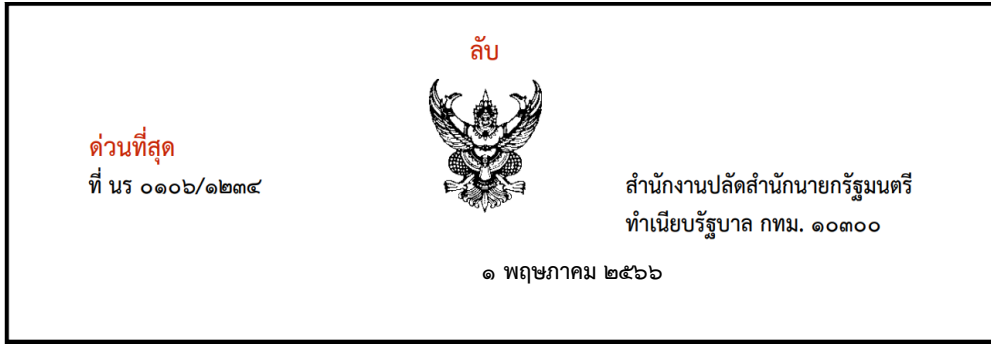 ลับ
ด่วนที่สุด
ที่ นร ๐๑๐๖/๑๒๓๔
สำนักงานปลัดสำนักนายกรัฐมนตรี
ทำเนียบรัฐบาล กทม. ๑๐๓๐๐
๑ พฤษภาคม ๒๕๖๖